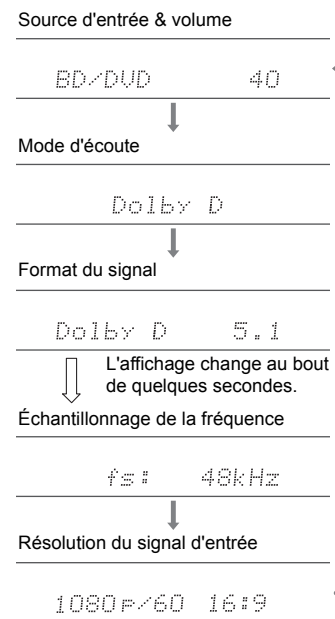 Source d'entrée & volume
BD/DVD 40
Mode d'écoute
Dolby D
Format du signal
Dolby D 5.1
L'affichage change au bout
de quelques secondes.
Échantillonnage de la fréquence
fs: 48kHz
Résolution du signal d'entrée
1080p/60 16:9